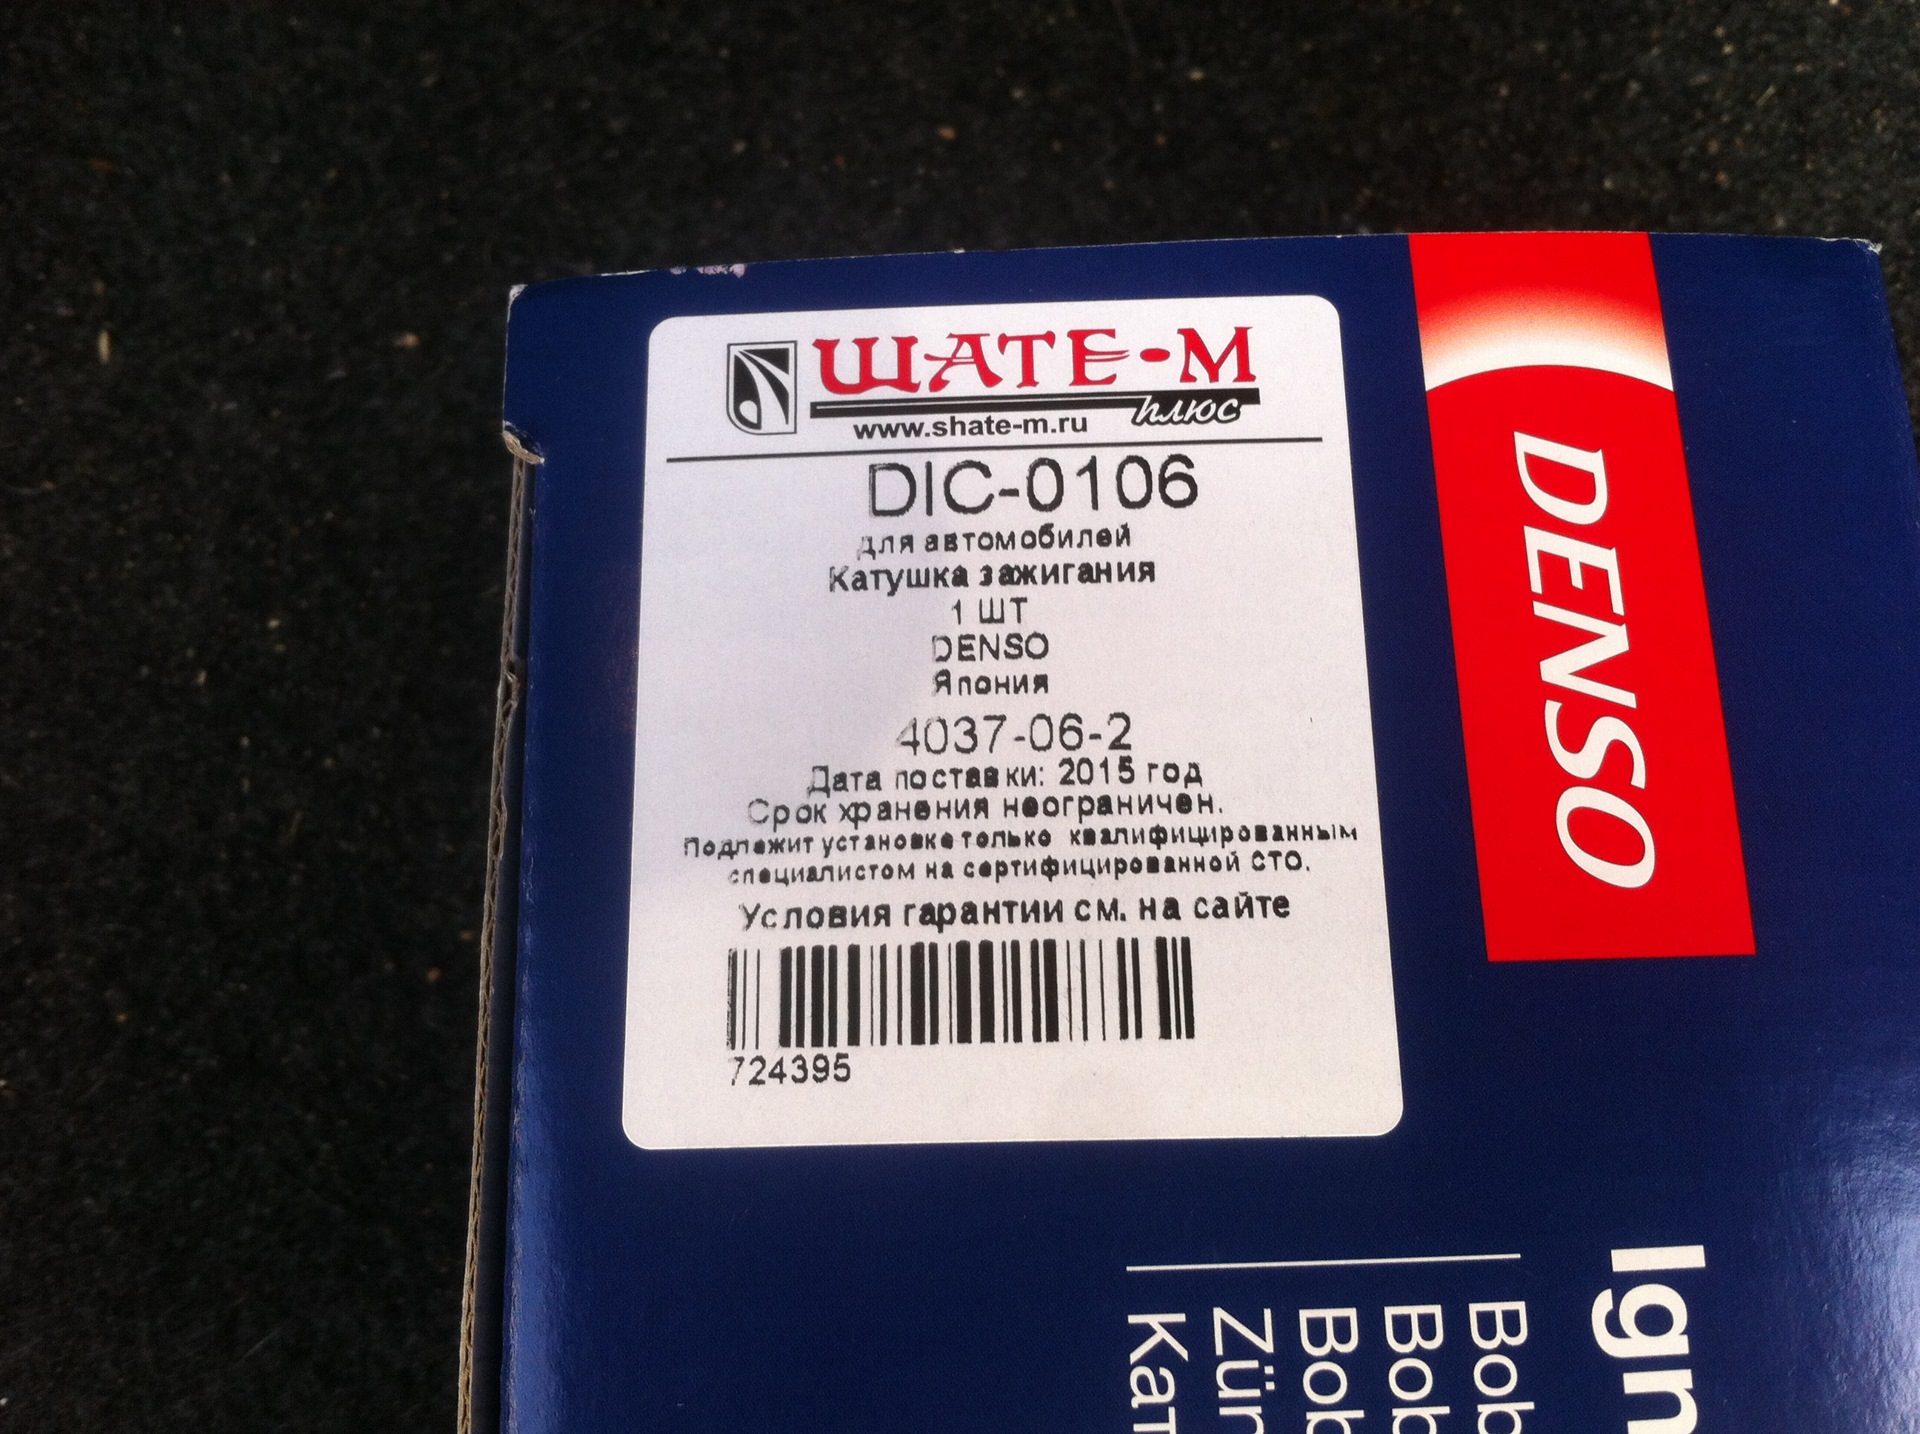 ШАТЕ-М
плюс
www.shate-m.ru
DIC-0106
для автомобилей
Катушка зажигания
1 ШТ
DENSO
Япония
4037-06-2
Дата поставки: 2015 год
Срок хранения неограничен.
Подлежит установке только квалифицированным
специалистом на сертифицированной СТО.
Условия гарантии см. на сайте
724395
DENSO
Ign
Bob
Bob
Bob
Zün
Кат